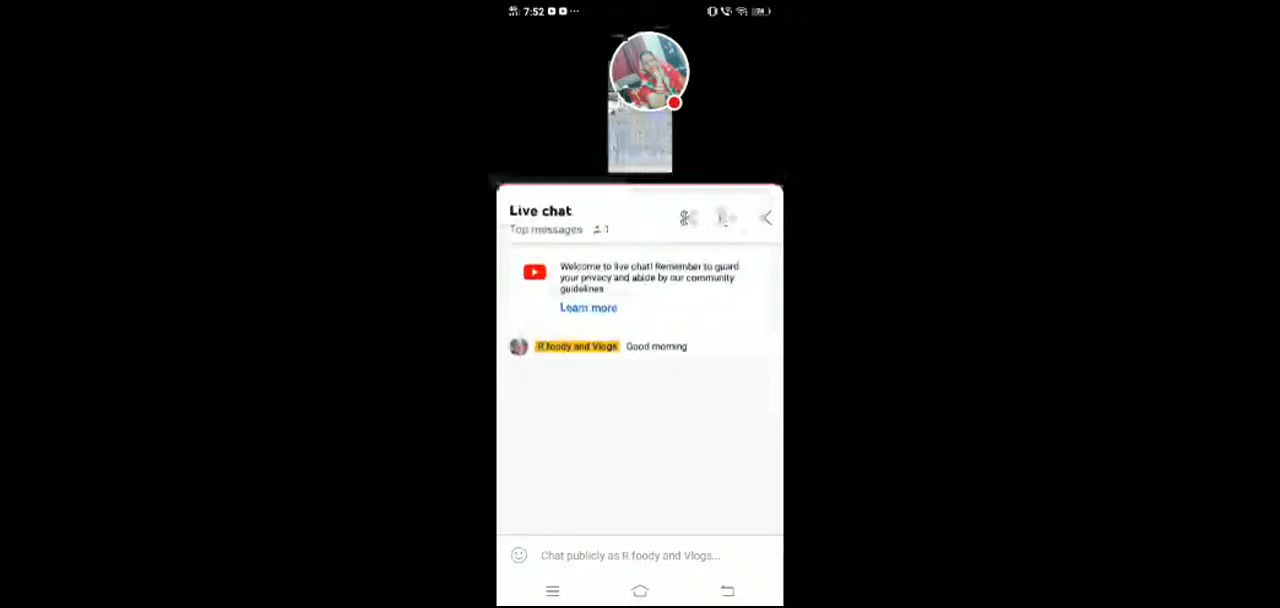 4G 7:52
Live chat
Top messages 1
Welcome to live chat! Remember to guard
your privacy and abide by our community
guidelines
Learn more
R foody and Vlogs Good morning
Chat publicly as R foody and Vlogs...